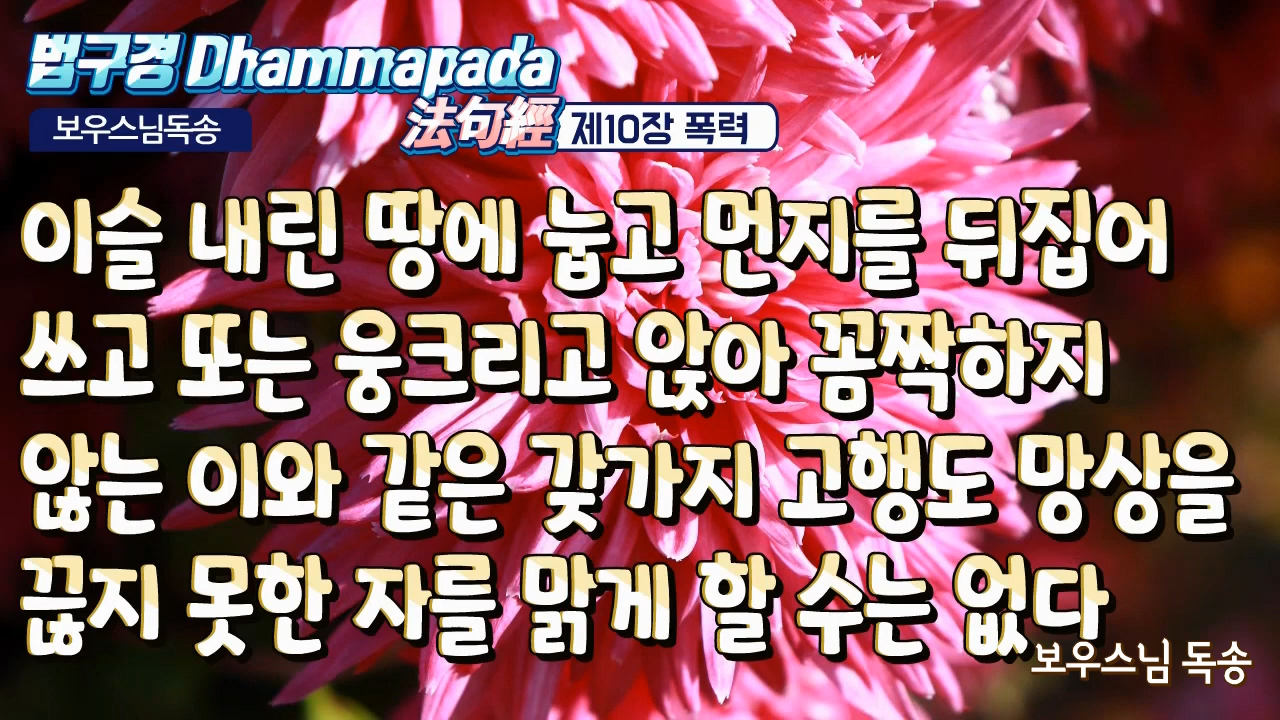 법구경 Dhammapada
法句經 제10장 폭력
보우스님독송
이슬 내린 땅에 눕고 먼지를 뒤집어
쓰고 또는 웅크리고 앉아 꼼짝하지
않는 이와 같은 갖가지 고행도 망상을
끊지 못한 자를 맑게 할 수는 없다
보우스님 독송